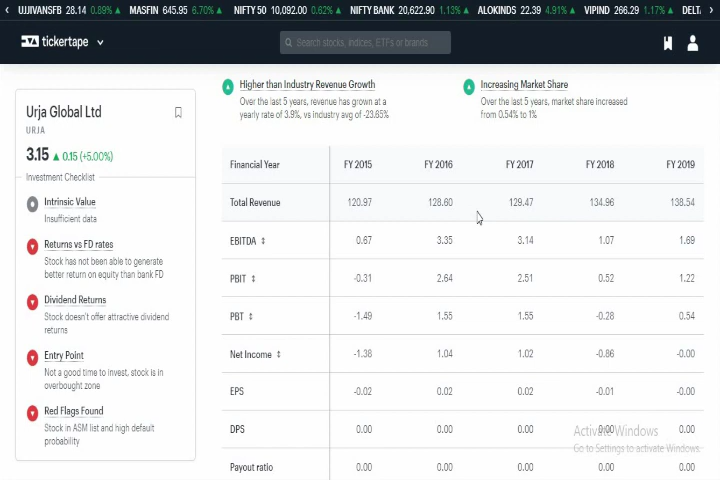 UJJIVANSFB 28.14 0.89% ▲ MASFIN 645.95 6.70% ▲ NIFTY 50 10,092.00 0.62% ▲ NIFTY BANK 20,622.90 1.13% ▲ ALOKINDS 22.39 4.91% ▲ VIPIND 266.29 1.17% ▲ DELT
tickertape
Search stocks, indices, ETFs or brands
Urja Global Ltd
URJA
3.15 ▲ 0.15 (+5.00%)
Investment Checklist
Intrinsic Value
Insufficient data
Returns vs FD rates
Stock has not been able to generate
better return on equity than bank FD
Dividend Returns
Stock doesn't offer attractive dividend
returns
Entry Point
Not a good time to invest, stock is in
overbought zone
Red Flags Found
Stock in ASM list and high default
probability
Higher than Industry Revenue Growth
Over the last 5 years, revenue has grown at a
yearly rate of 3.9%, vs industry avg of -23.65%
Increasing Market Share
Over the last 5 years, market share increased
from 0.54% to 1%
Financial Year FY 2015 FY 2016 FY 2017 FY 2018 FY 2019
Total Revenue 120.97 128.60 129.47 134.96 138.54
EBITDA 0.67 3.35 3.14 1.07 1.69
PBIT -0.31 2.64 2.51 0.52 1.22
PBT -1.49 1.55 1.55 -0.28 0.54
Net Income -1.38 1.04 1.02 -0.86 -0.00
EPS -0.02 0.02 0.02 -0.01 -0.00
DPS 0.00 0.00 0.00 0.00 0.00
Payout ratio 0.00 0.00 0.00 0.00 0.00
Activate Windows
Go to Settings to activate Windows.